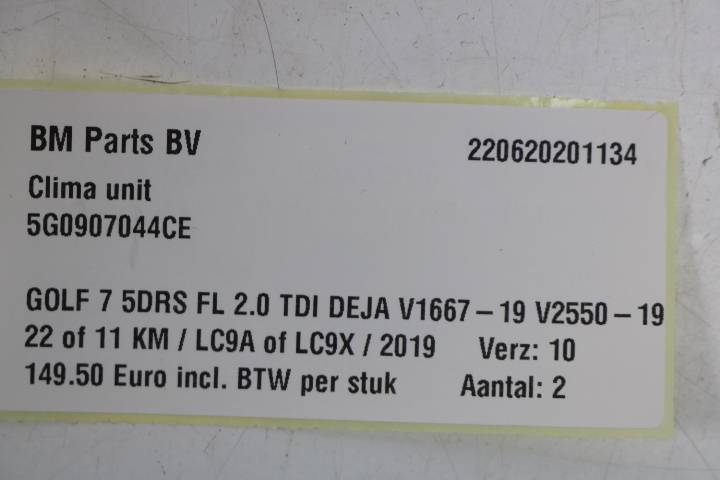 BM Parts BV 220620201134
Clima unit
5G0907044CE
GOLF 7 5DRS FL 2.0 TDI DEJA V1667 – 19 V2550 – 19
22 of 11 KM / LC9A of LC9X / 2019 Verz: 10
149.50 Euro incl. BTW per stuk Aantal: 2